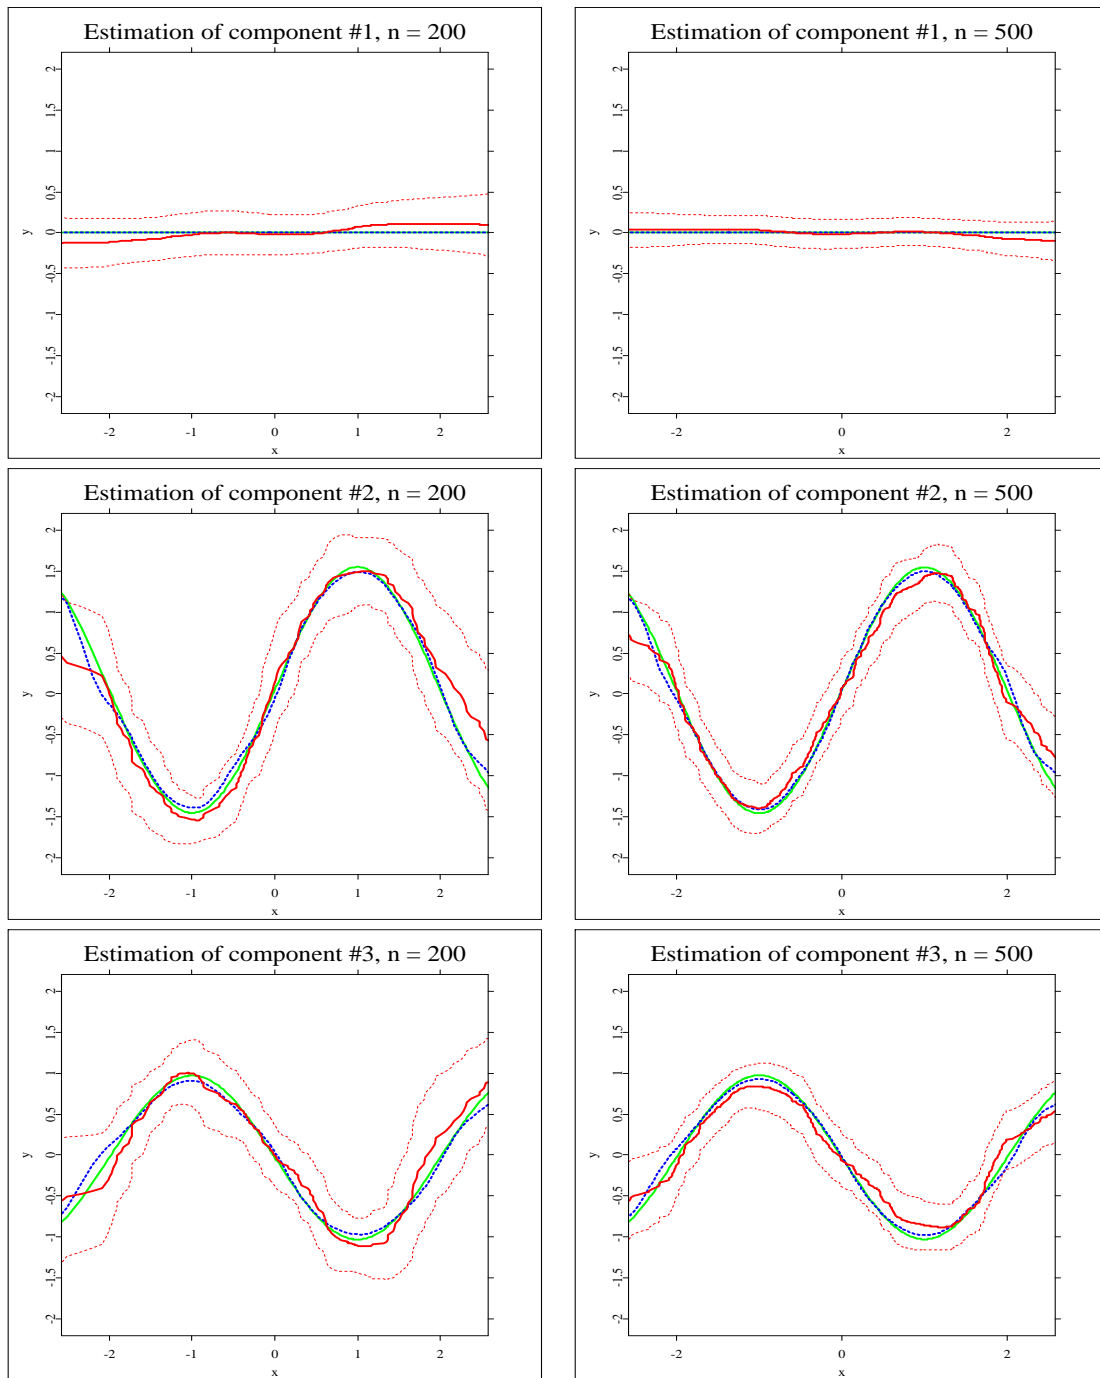 Estimation of component #1, n = 200
y
2
1.5
1
0.5
0
-0.5
-1
-1.5
-2
-2 -1 0 1 2
x
Estimation of component #1, n = 500
y
2
1.5
1
0.5
0
-0.5
-1
-1.5
-2
-2 0 2
x
Estimation of component #2, n = 200
y
2
1.5
1
0.5
0
-0.5
-1
-1.5
-2
-2 -1 0 1 2
x
Estimation of component #2, n = 500
y
2
1.5
1
0.5
0
-0.5
-1
-1.5
-2
-2 0 2
x
Estimation of component #3, n = 200
y
2
1.5
1
0.5
0
-0.5
-1
-1.5
-2
-2 -1 0 1 2
x
Estimation of component #3, n = 500
y
2
1.5
1
0.5
0
-0.5
-1
-1.5
-2
-2 0 2
x